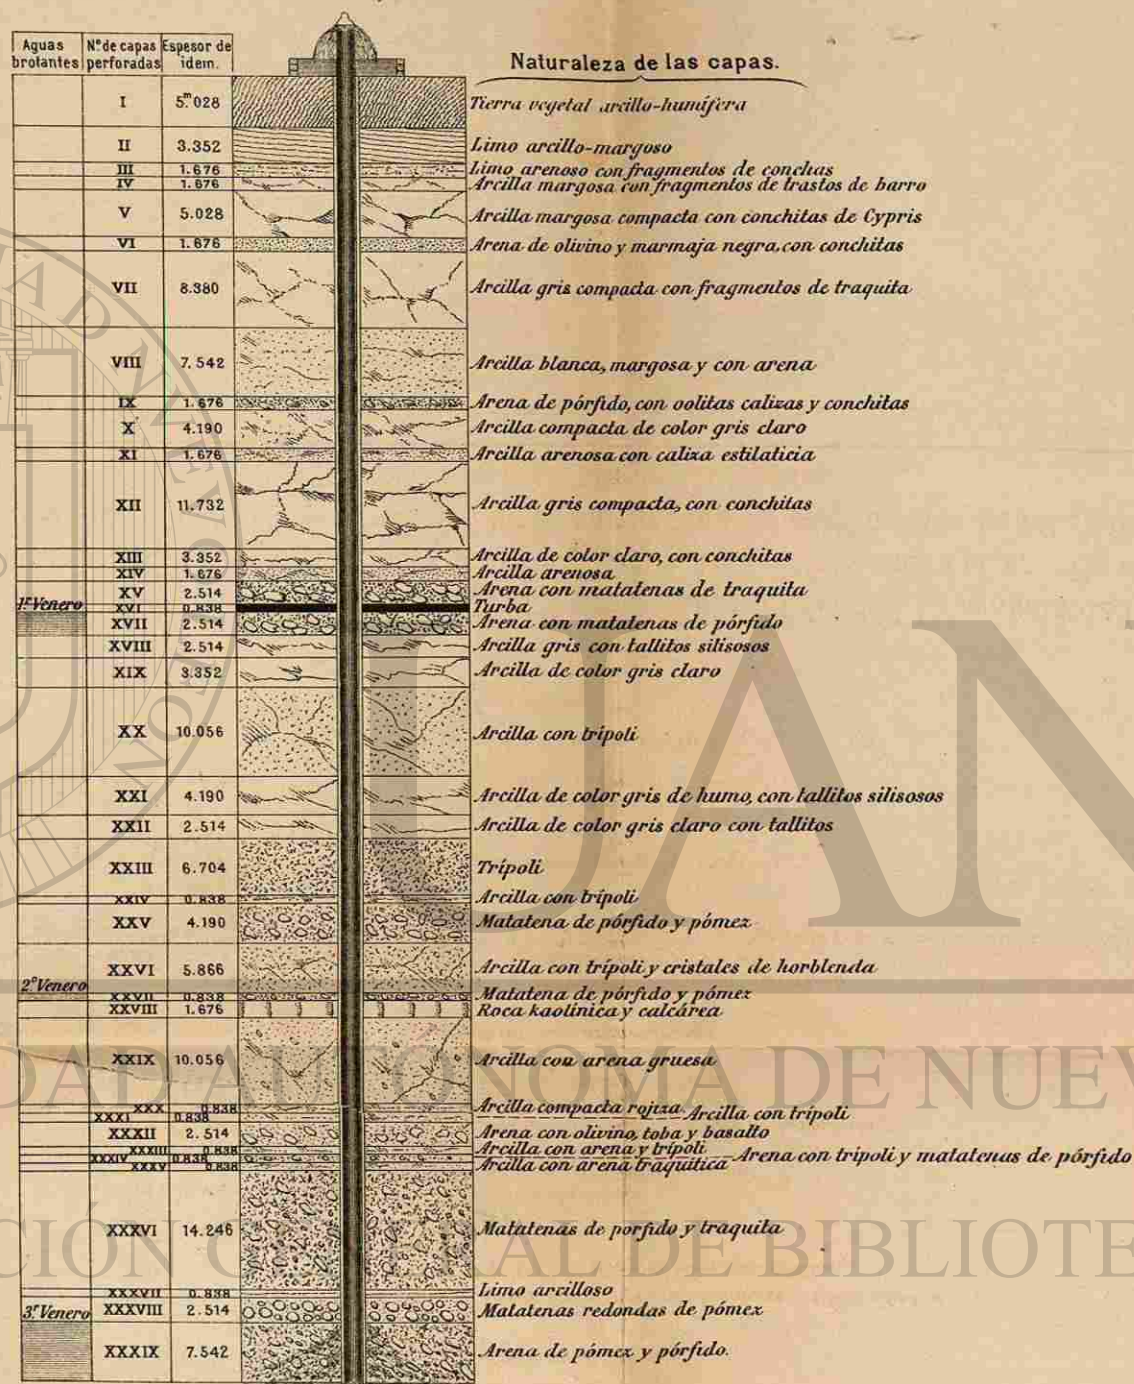 Aguas brotantes | Nº de capas perforadas | Espesor de idem. | Naturaleza de las capas.
I 5.m028 Tierra vegetal arcillo-humífera
II 3.352 Limo arcillo-margoso
III 1.676 Limo arenoso con fragmentos de conchas
IV 1.676 Arcilla margosa con fragmentos de trastos de barro
V 5.028 Arcilla margosa compacta con conchitas de Cypris
VI 1.676 Arena de olivino y marmaja negra, con conchitas
VII 8.380 Arcilla gris compacta con fragmentos de traquita
VIII 7.542 Arcilla blanca, margosa y con arena
IX 1.676 Arena de pórfido, con oolitas calizas y conchitas
X 4.190 Arcilla compacta de color gris claro
XI 1.676 Arcilla arenosa con caliza estilaticia
XII 11.732 Arcilla gris compacta, con conchitas
XIII 3.352 Arcilla de color claro, con conchitas
XIV 1.676 Arcilla arenosa
XV 2.514 Arena con matatenas de traquita
1er Venero XVI 0.838 Turba
XVII 2.514 Arena con matatenas de pórfido
XVIII 2.514 Arcilla gris con tallitos silisosos
XIX 3.352 Arcilla de color gris claro
XX 10.056 Arcilla con trípoli
XXI 4.190 Arcilla de color gris de humo, con tallitos silisosos
XXII 2.514 Arcilla de color gris claro con tallitos
XXIII 6.704 Trípoli
XXIV 0.838 Arcilla con trípoli
XXV 4.190 Matatena de pórfido y pómez
XXVI 5.866 Arcilla con trípoli y cristales de horblenda
2º Venero XXVII 0.838 Matatena de pórfido y pómez
XXVIII 1.676 Roca kaolínica y calcárea
XXIX 10.056 Arcilla con arena gruesa
XXX 0.838 Arcilla compacta rojiza
XXXI 0.838 Arcilla con trípoli
XXXII 2.514 Arena con olivino, toba y basalto
XXXIII 0.838 Arcilla con arena y trípoli
XXXIV 0.838 Arena con trípoli y matatenas de pórfido
XXXV 0.838 Arcilla con arena traquítica
XXXVI 14.246 Matatenas de porfido y traquita
XXXVII 0.838 Limo arcilloso
3er Venero XXXVIII 2.514 Matatenas redondas de pómez
XXXIX 7.542 Arena de pómez y pórfido.
UAN
DAD AUTÓNOMA DE NUEV
CIÓN GENERAL DE BIBLIOTE